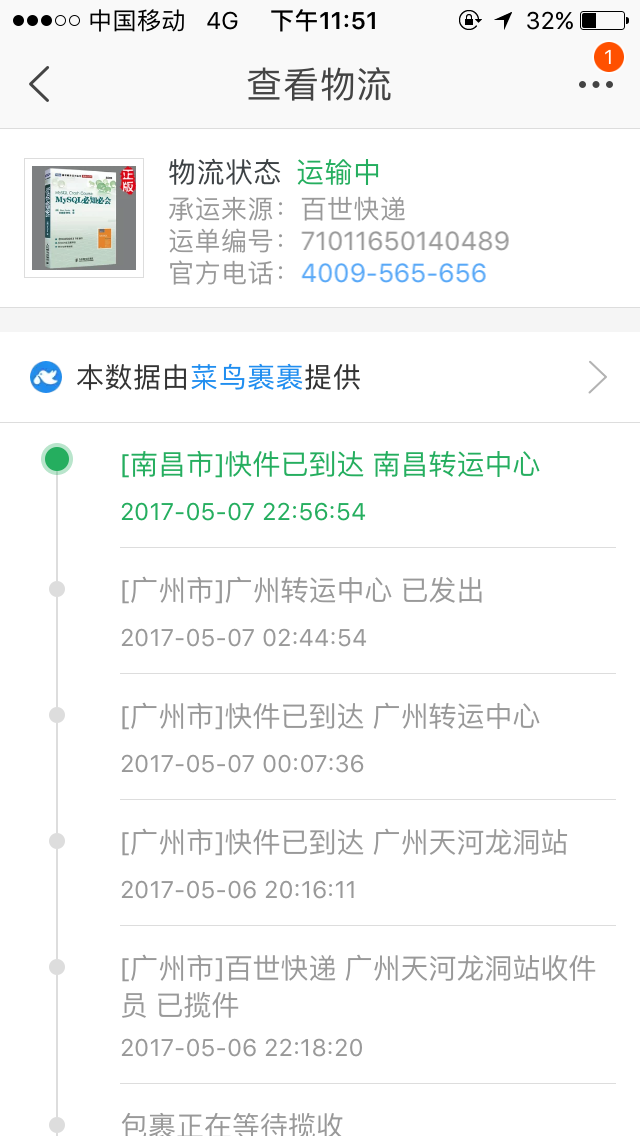 中国移动 4G 下午11:51 32%
查看物流
1
正版
MySQL Crash Course
MySQL必知必会
物流状态 运输中
承运来源：百世快递
运单编号：71011650140489
官方电话：4009-565-656
本数据由菜鸟裹裹提供
[南昌市]快件已到达 南昌转运中心
2017-05-07 22:56:54
[广州市]广州转运中心 已发出
2017-05-07 02:44:54
[广州市]快件已到达 广州转运中心
2017-05-07 00:07:36
[广州市]快件已到达 广州天河龙洞站
2017-05-06 20:16:11
[广州市]百世快递 广州天河龙洞站收件
员 已揽件
2017-05-06 22:18:20
包裹正在等待揽收